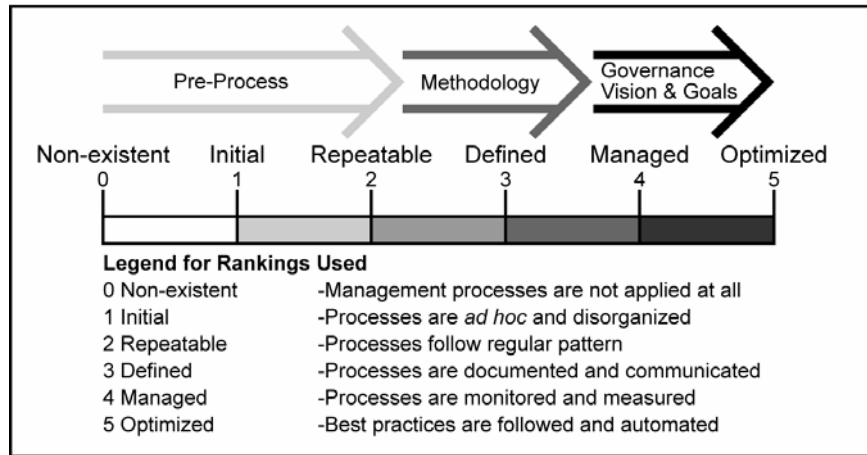 Pre-Process
Methodology
Governance
Vision & Goals
Non-existent Initial Repeatable Defined Managed Optimized
0 1 2 3 4 5
Legend for Rankings Used
0 Non-existent -Management processes are not applied at all
1 Initial -Processes are ad hoc and disorganized
2 Repeatable -Processes follow regular pattern
3 Defined -Processes are documented and communicated
4 Managed -Processes are monitored and measured
5 Optimized -Best practices are followed and automated